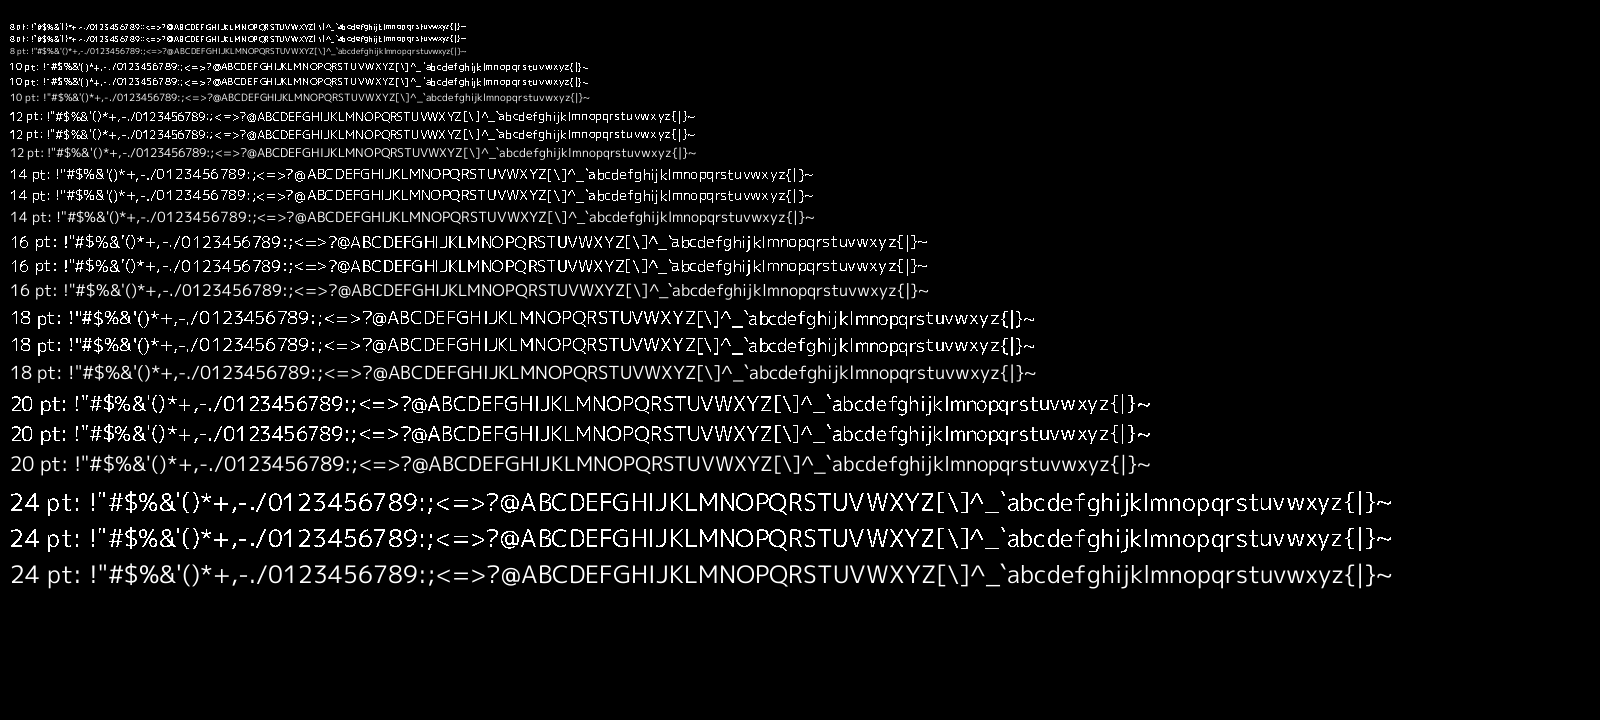 8 pt: !"#$%&'()*+,-./0123456789:;<=>?@ABCDEFGHIJKLMNOPQRSTUVWXYZ[\]^_`abcdefghijklmnopqrstuvwxyz{|}~
8 pt: !"#$%&'()*+,-./0123456789:;<=>?@ABCDEFGHIJKLMNOPQRSTUVWXYZ[\]^_`abcdefghijklmnopqrstuvwxyz{|}~
8 pt: !"#$%&'()*+,-./0123456789:;<=>?@ABCDEFGHIJKLMNOPQRSTUVWXYZ[\]^_`abcdefghijklmnopqrstuvwxyz{|}~
10 pt: !"#$%&'()*+,-./0123456789:;<=>?@ABCDEFGHIJKLMNOPQRSTUVWXYZ[\]^_`abcdefghijklmnopqrstuvwxyz{|}~
10 pt: !"#$%&'()*+,-./0123456789:;<=>?@ABCDEFGHIJKLMNOPQRSTUVWXYZ[\]^_`abcdefghijklmnopqrstuvwxyz{|}~
10 pt: !"#$%&'()*+,-./0123456789:;<=>?@ABCDEFGHIJKLMNOPQRSTUVWXYZ[\]^_`abcdefghijklmnopqrstuvwxyz{|}~
12 pt: !"#$%&'()*+,-./0123456789:;<=>?@ABCDEFGHIJKLMNOPQRSTUVWXYZ[\]^_`abcdefghijklmnopqrstuvwxyz{|}~
12 pt: !"#$%&'()*+,-./0123456789:;<=>?@ABCDEFGHIJKLMNOPQRSTUVWXYZ[\]^_`abcdefghijklmnopqrstuvwxyz{|}~
12 pt: !"#$%&'()*+,-./0123456789:;<=>?@ABCDEFGHIJKLMNOPQRSTUVWXYZ[\]^_`abcdefghijklmnopqrstuvwxyz{|}~
14 pt: !"#$%&'()*+,-./0123456789:;<=>?@ABCDEFGHIJKLMNOPQRSTUVWXYZ[\]^_`abcdefghijklmnopqrstuvwxyz{|}~
14 pt: !"#$%&'()*+,-./0123456789:;<=>?@ABCDEFGHIJKLMNOPQRSTUVWXYZ[\]^_`abcdefghijklmnopqrstuvwxyz{|}~
14 pt: !"#$%&'()*+,-./0123456789:;<=>?@ABCDEFGHIJKLMNOPQRSTUVWXYZ[\]^_`abcdefghijklmnopqrstuvwxyz{|}~
16 pt: !"#$%&'()*+,-./0123456789:;<=>?@ABCDEFGHIJKLMNOPQRSTUVWXYZ[\]^_`abcdefghijklmnopqrstuvwxyz{|}~
16 pt: !"#$%&'()*+,-./0123456789:;<=>?@ABCDEFGHIJKLMNOPQRSTUVWXYZ[\]^_`abcdefghijklmnopqrstuvwxyz{|}~
16 pt: !"#$%&'()*+,-./0123456789:;<=>?@ABCDEFGHIJKLMNOPQRSTUVWXYZ[\]^_`abcdefghijklmnopqrstuvwxyz{|}~
18 pt: !"#$%&'()*+,-./0123456789:;<=>?@ABCDEFGHIJKLMNOPQRSTUVWXYZ[\]^_`abcdefghijklmnopqrstuvwxyz{|}~
18 pt: !"#$%&'()*+,-./0123456789:;<=>?@ABCDEFGHIJKLMNOPQRSTUVWXYZ[\]^_`abcdefghijklmnopqrstuvwxyz{|}~
18 pt: !"#$%&'()*+,-./0123456789:;<=>?@ABCDEFGHIJKLMNOPQRSTUVWXYZ[\]^_`abcdefghijklmnopqrstuvwxyz{|}~
20 pt: !"#$%&'()*+,-./0123456789:;<=>?@ABCDEFGHIJKLMNOPQRSTUVWXYZ[\]^_`abcdefghijklmnopqrstuvwxyz{|}~
20 pt: !"#$%&'()*+,-./0123456789:;<=>?@ABCDEFGHIJKLMNOPQRSTUVWXYZ[\]^_`abcdefghijklmnopqrstuvwxyz{|}~
20 pt: !"#$%&'()*+,-./0123456789:;<=>?@ABCDEFGHIJKLMNOPQRSTUVWXYZ[\]^_`abcdefghijklmnopqrstuvwxyz{|}~
24 pt: !"#$%&'()*+,-./0123456789:;<=>?@ABCDEFGHIJKLMNOPQRSTUVWXYZ[\]^_`abcdefghijklmnopqrstuvwxyz{|}~
24 pt: !"#$%&'()*+,-./0123456789:;<=>?@ABCDEFGHIJKLMNOPQRSTUVWXYZ[\]^_`abcdefghijklmnopqrstuvwxyz{|}~
24 pt: !"#$%&'()*+,-./0123456789:;<=>?@ABCDEFGHIJKLMNOPQRSTUVWXYZ[\]^_`abcdefghijklmnopqrstuvwxyz{|}~